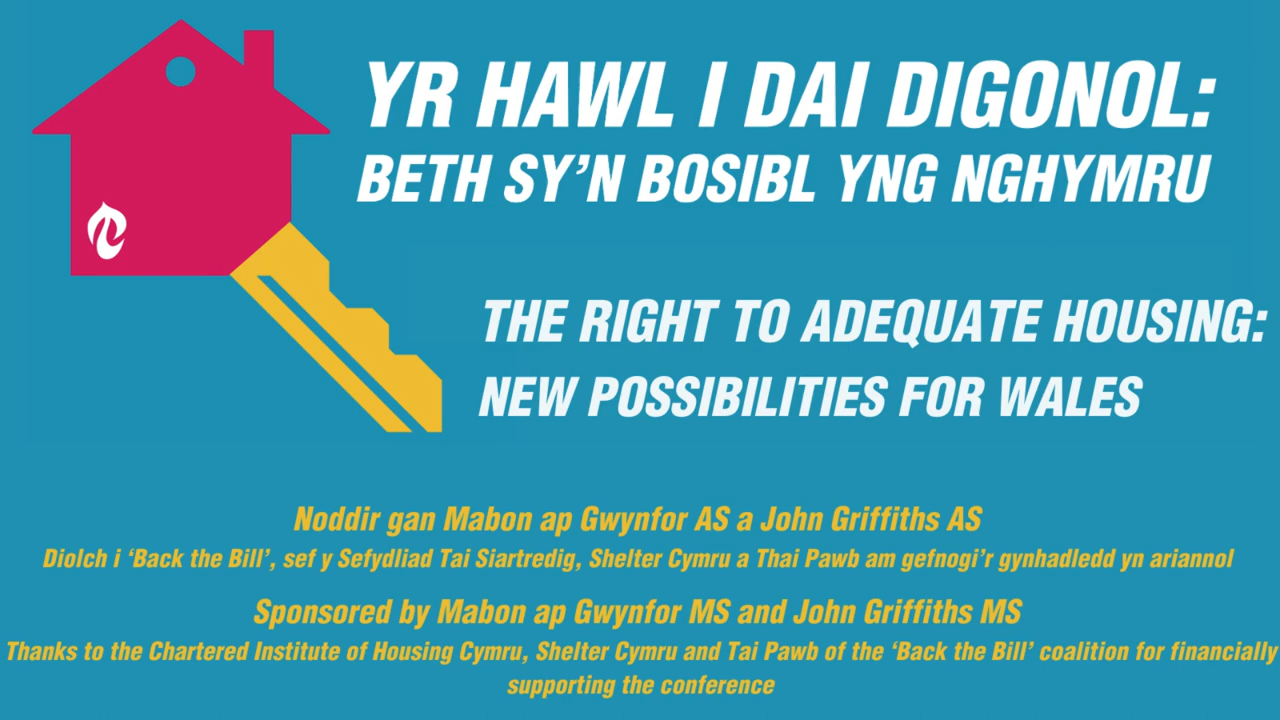 YR HAWL I DAI DIGONOL:
BETH SY’N BOSIBL YNG NGHYMRU
THE RIGHT TO ADEQUATE HOUSING:
NEW POSSIBILITIES FOR WALES
Noddir gan Mabon ap Gwynfor AS a John Griffiths AS
Diolch i ‘Back the Bill’, sef y Sefydliad Tai Siartredig, Shelter Cymru a Thai Pawb am gefnogi’r gynhadledd yn ariannol
Sponsored by Mabon ap Gwynfor MS and John Griffiths MS
Thanks to the Chartered Institute of Housing Cymru, Shelter Cymru and Tai Pawb of the ‘Back the Bill’ coalition for financially
supporting the conference